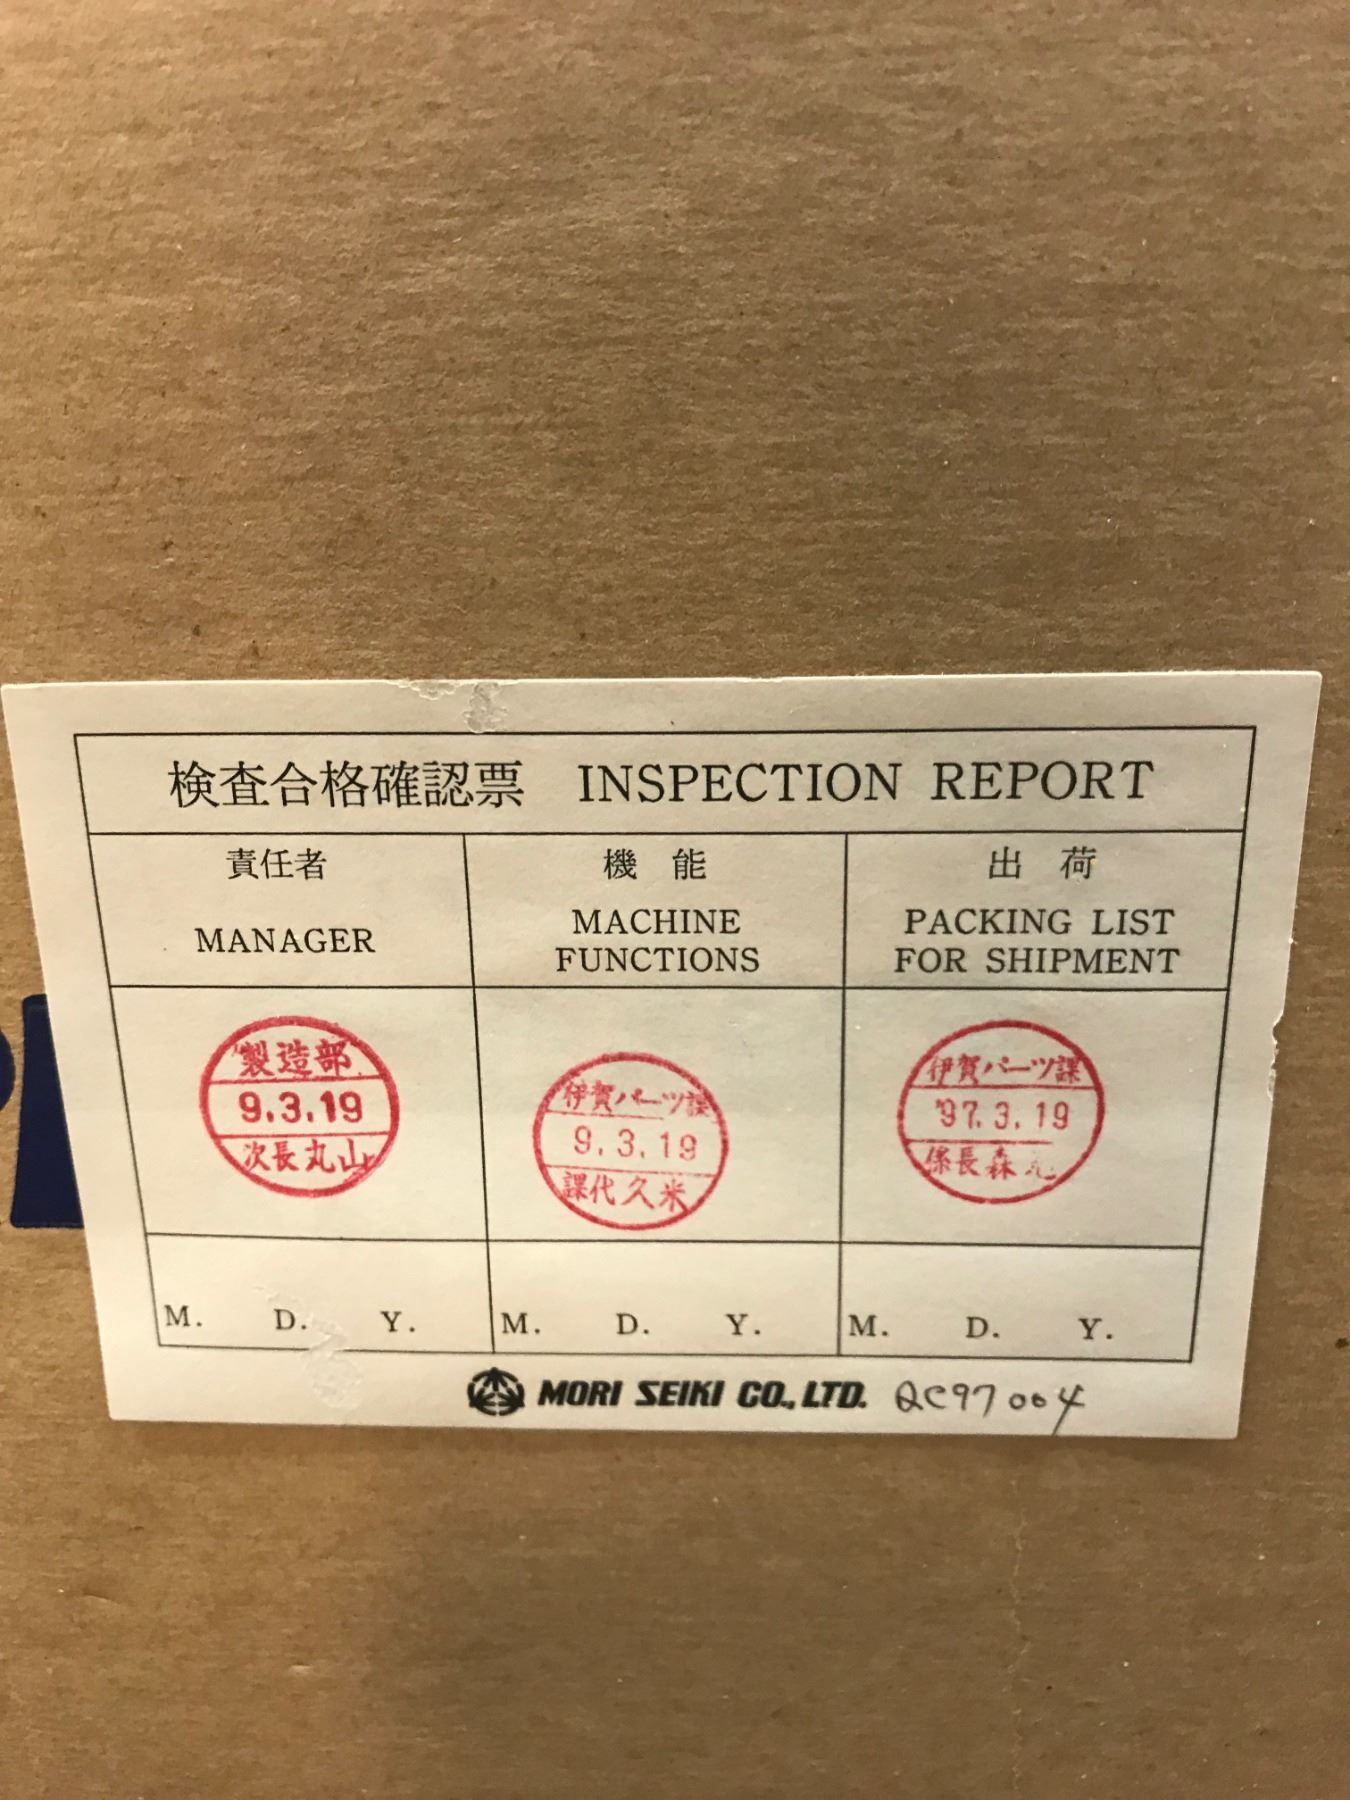 検査合格確認票 INSPECTION REPORT
責任者
MANAGER
機 能
MACHINE
FUNCTIONS
出 荷
PACKING LIST
FOR SHIPMENT
製造部
9.3.19
次長丸山
伊賀パーツ課
9.3.19
課代久米
伊賀パーツ課
'97.3.19
係長森
M. D. Y.
M. D. Y.
M. D. Y.
MORI SEIKI CO., LTD. QC97004